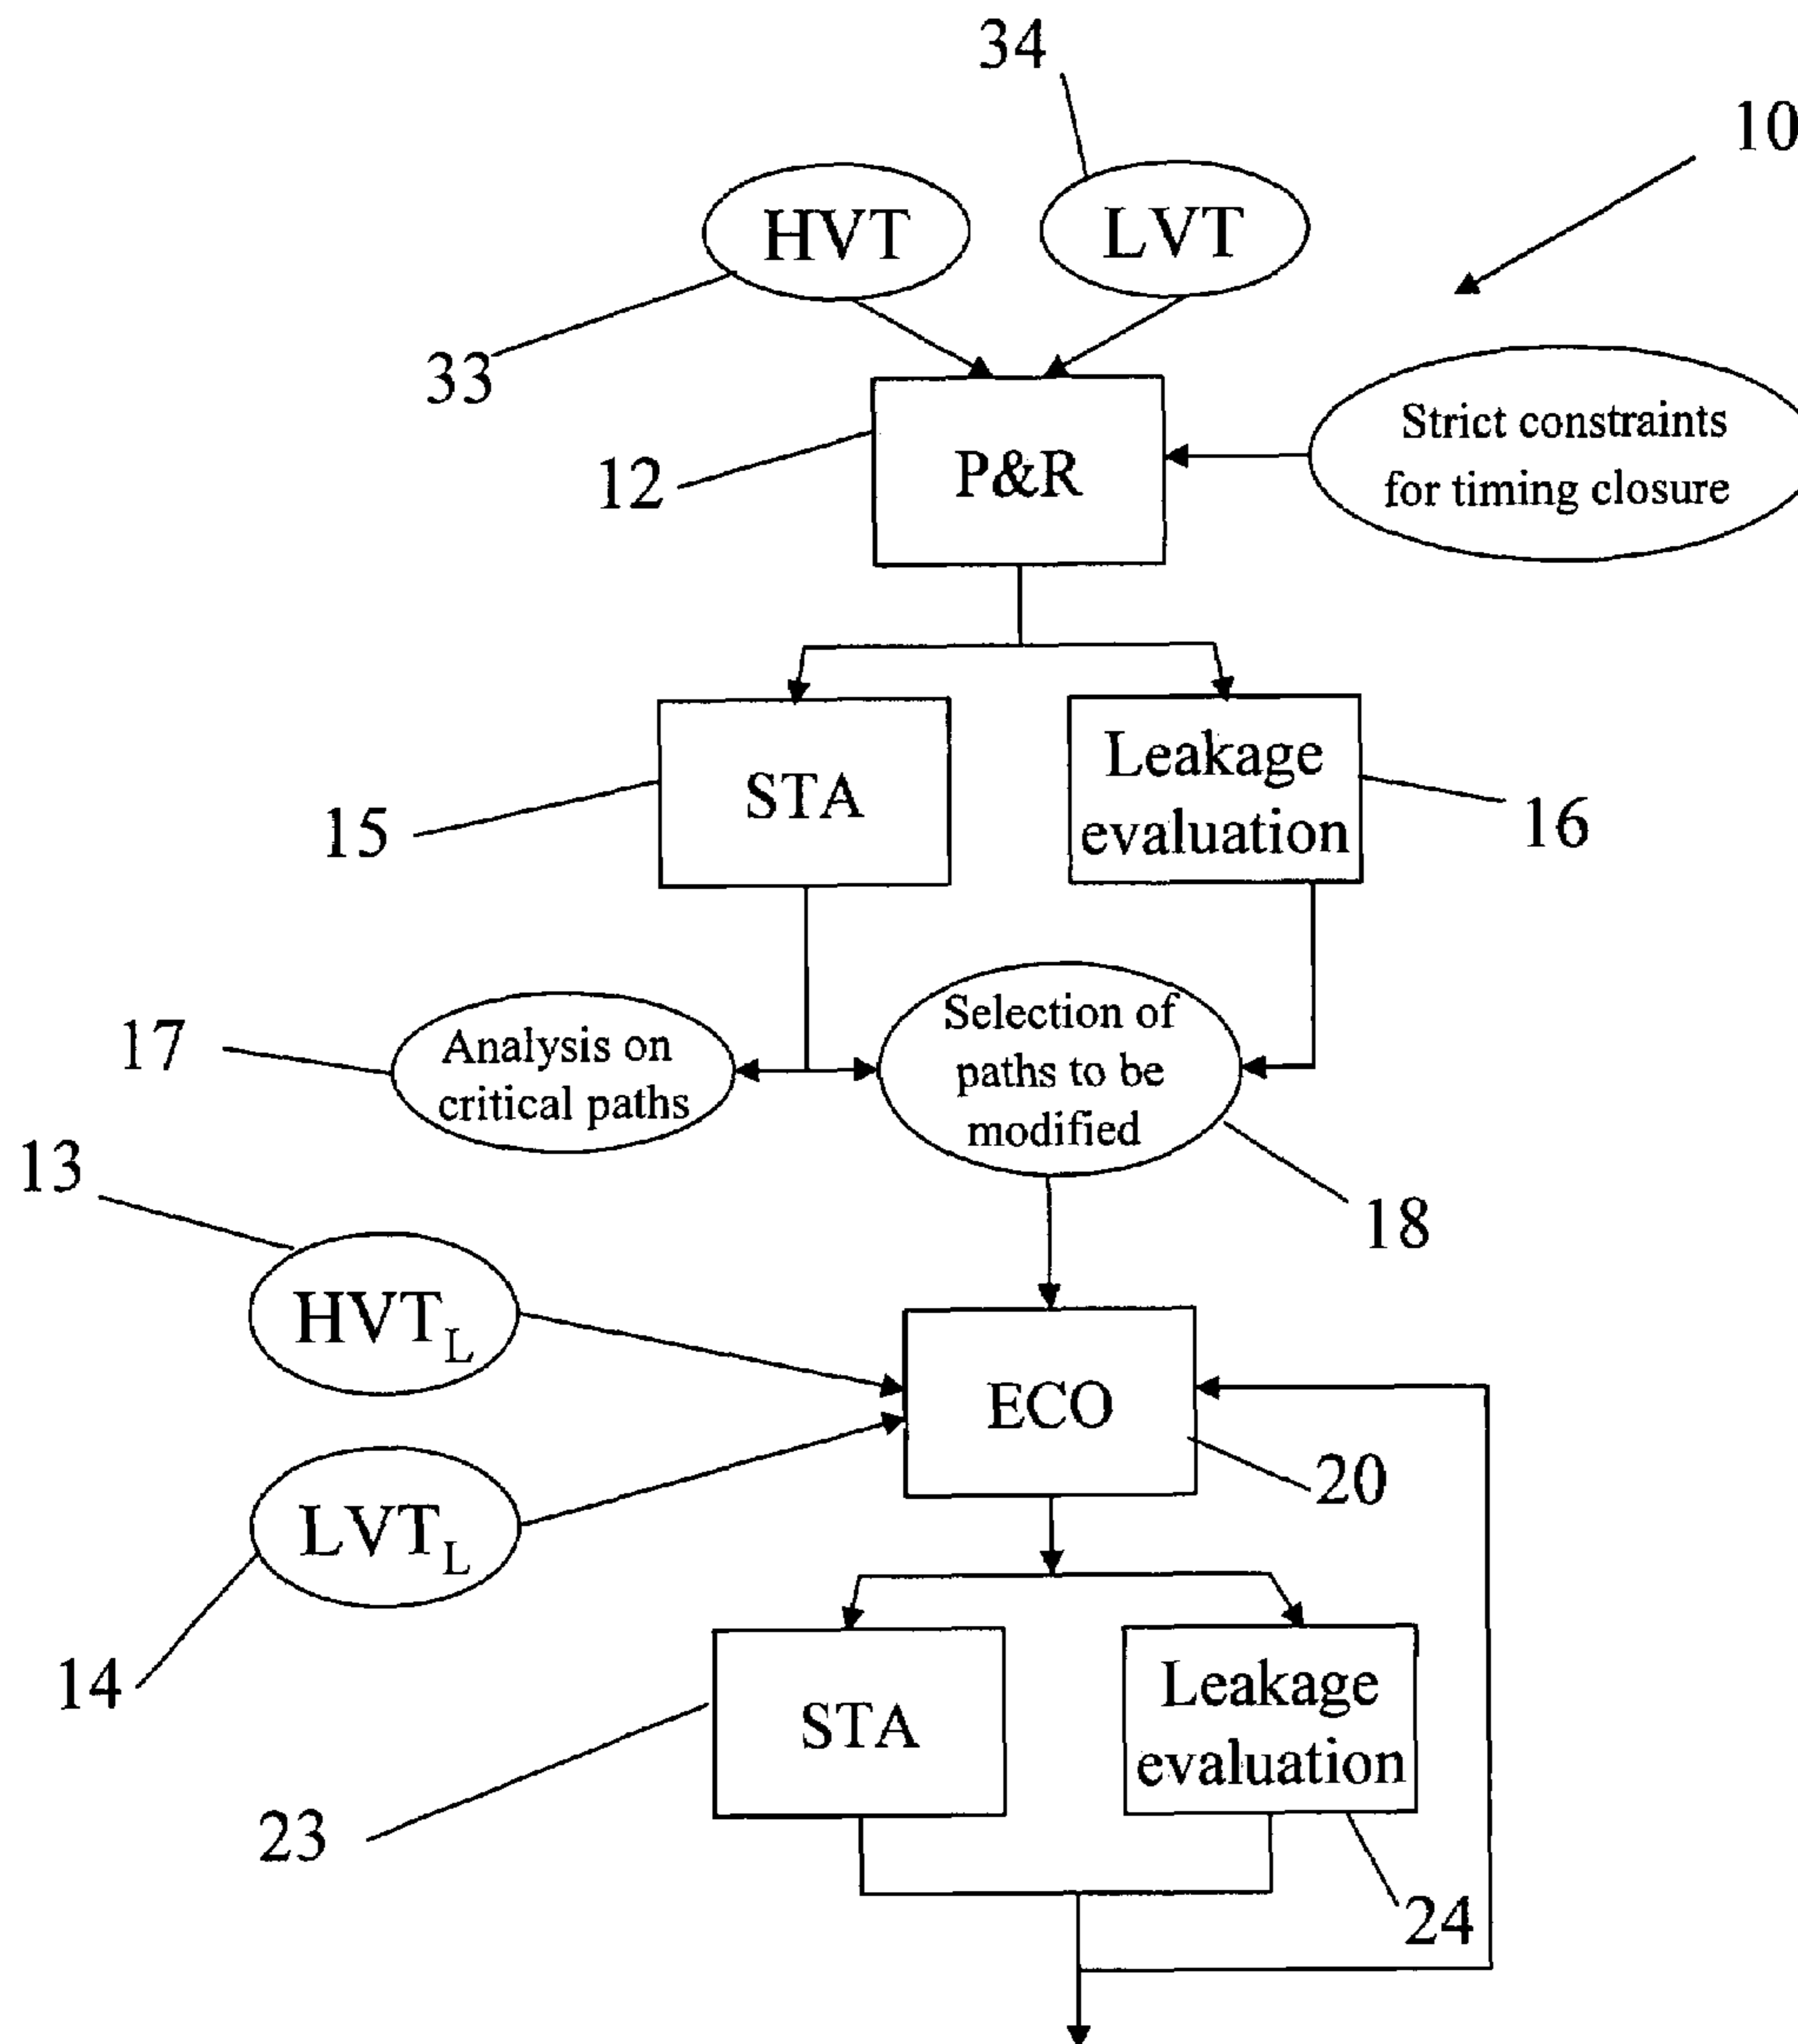 34
10
HVT
LVT
33
Strict constraints
for timing closure
12
P&R
15
STA
Leakage
evaluation
16
17
Analysis on
critical paths
Selection of
paths to be
modified
13
18
HVTL
ECO
20
LVTL
14
STA
Leakage
evaluation
23
24